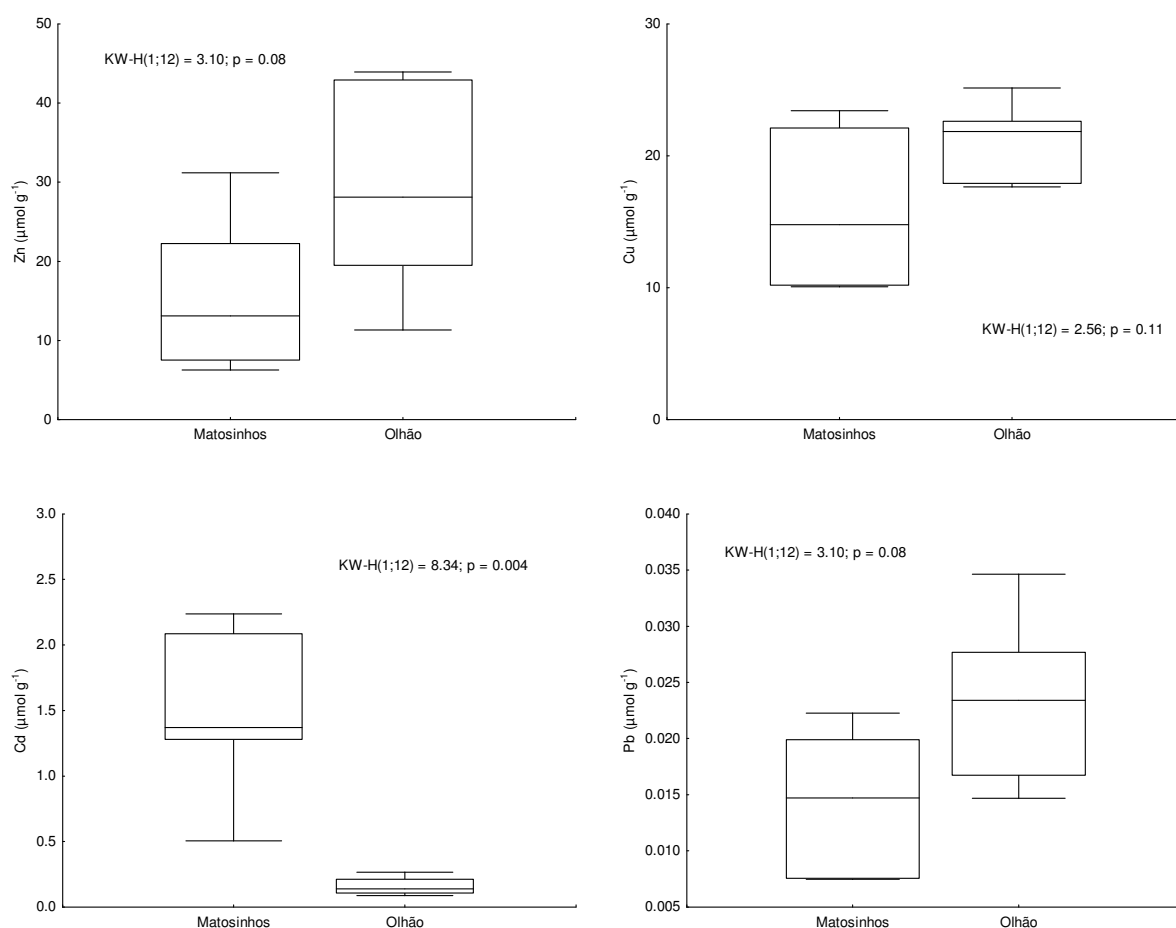 50
40
30
20
10
0
Zn (µmol g⁻¹)
KW-H(1;12) = 3.10; p = 0.08
Matosinhos
Olhão
30
20
10
0
Cu (µmol g⁻¹)
KW-H(1;12) = 2.56; p = 0.11
Matosinhos
Olhão
3.0
2.5
2.0
1.5
1.0
0.5
0.0
Cd (µmol g⁻¹)
KW-H(1;12) = 8.34; p = 0.004
Matosinhos
Olhão
0.040
0.035
0.030
0.025
0.020
0.015
0.010
0.005
Pb (µmol g⁻¹)
KW-H(1;12) = 3.10; p = 0.08
Matosinhos
Olhão